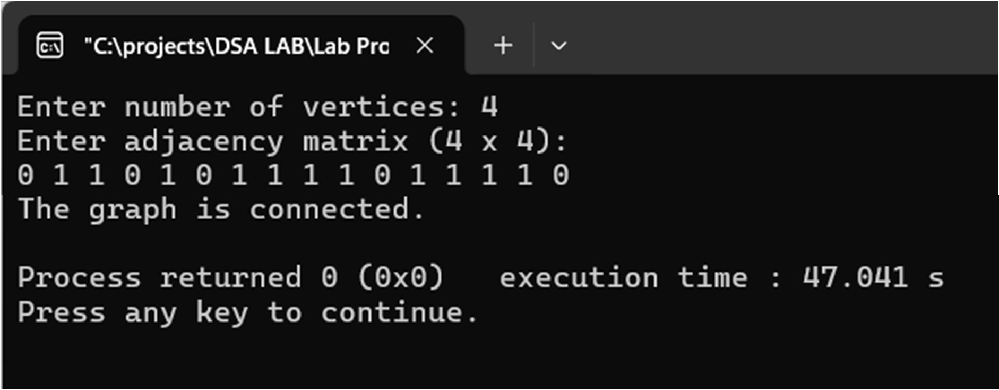 "C:\projects\DSA LAB\Lab Pro
Enter number of vertices: 4
Enter adjacency matrix (4 x 4):
0 1 1 0 1 0 1 1 1 1 0 1 1 1 1 0
The graph is connected.
Process returned 0 (0x0)   execution time : 47.041 s
Press any key to continue.